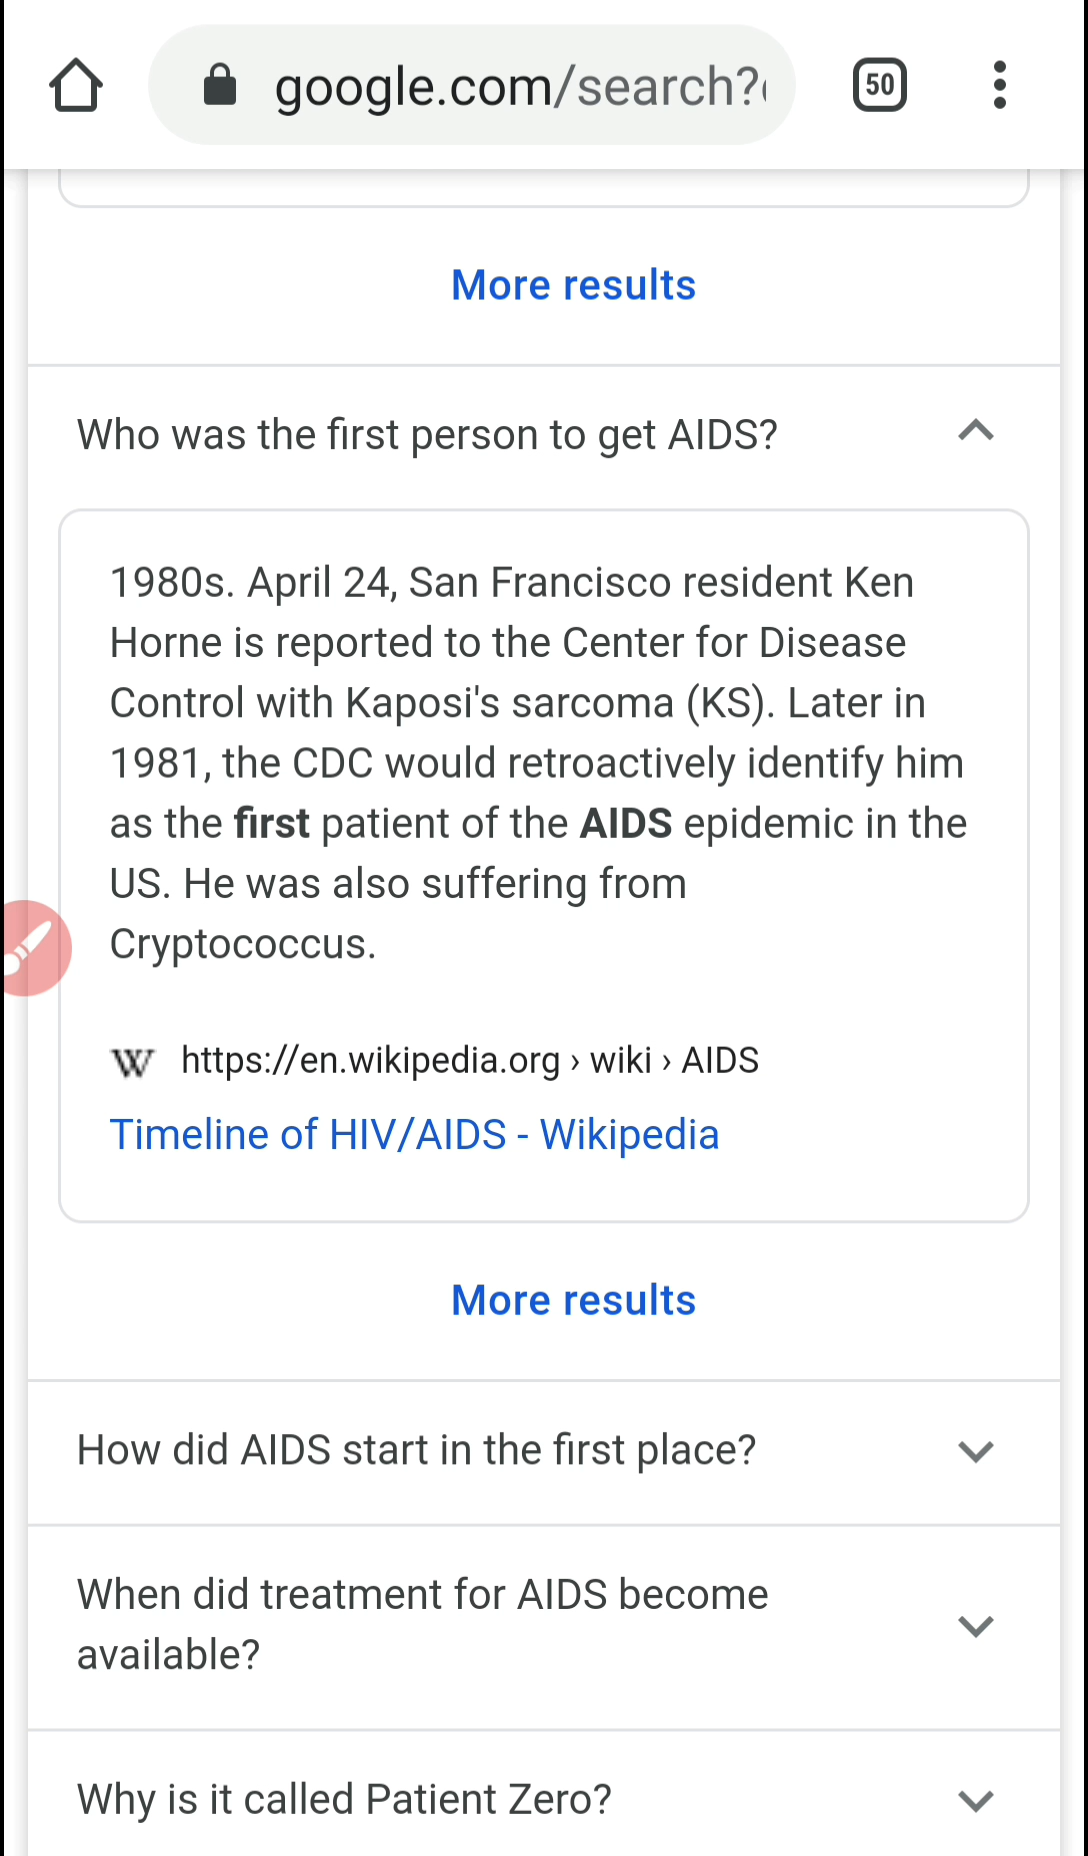 google.com/search?
50
More results
Who was the first person to get AIDS?
1980s. April 24, San Francisco resident Ken
Horne is reported to the Center for Disease
Control with Kaposi's sarcoma (KS). Later in
1981, the CDC would retroactively identify him
as the first patient of the AIDS epidemic in the
US. He was also suffering from
Cryptococcus.
W https://en.wikipedia.org › wiki › AIDS
Timeline of HIV/AIDS - Wikipedia
More results
How did AIDS start in the first place?
When did treatment for AIDS become
available?
Why is it called Patient Zero?